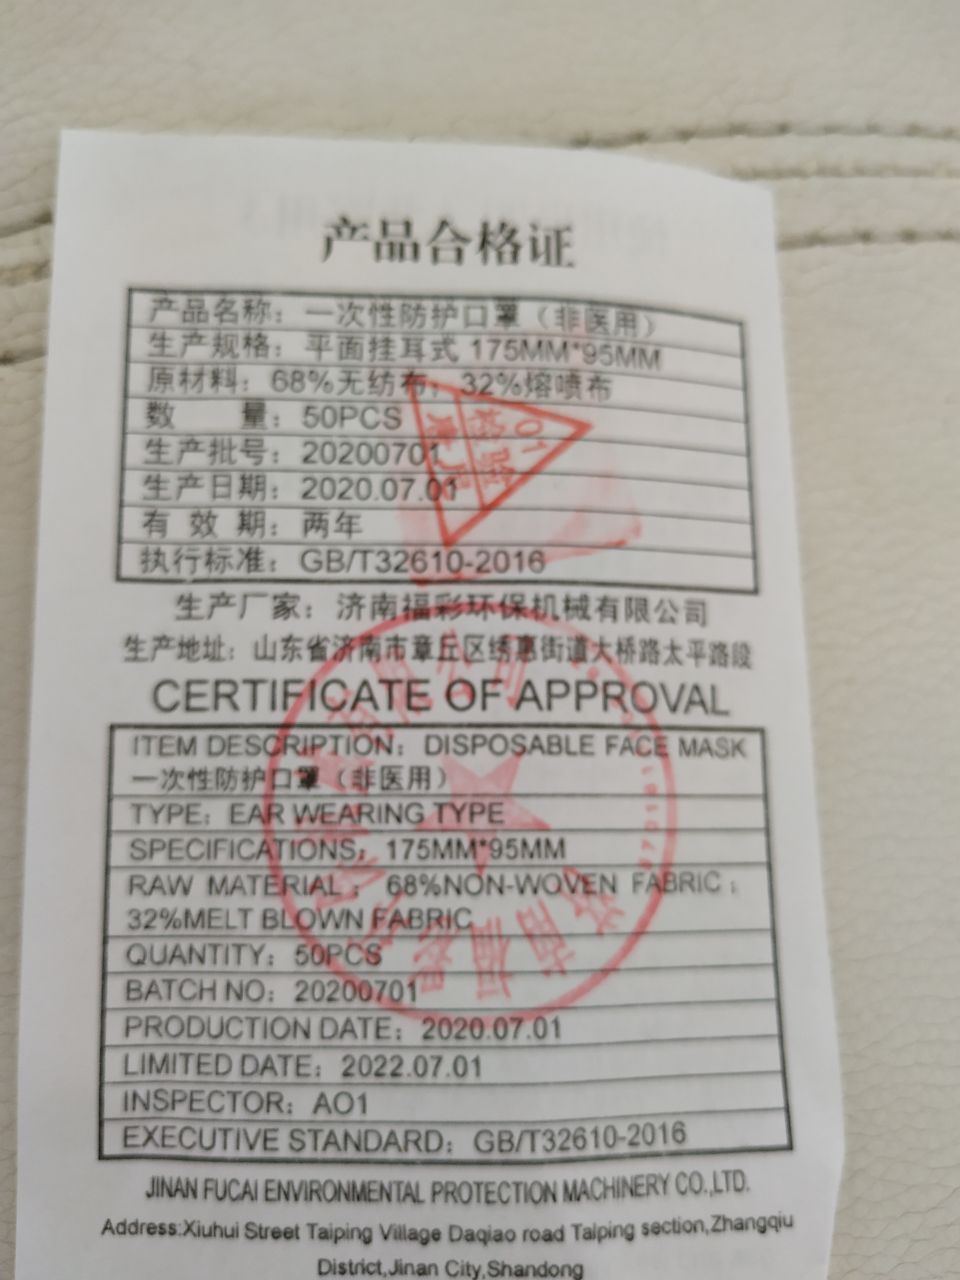 产品合格证
产品名称：一次性防护口罩（非医用）
生产规格：平面挂耳式 175MM*95MM
原材料：68%无纺布；32%熔喷布
数 量：50PCS
生产批号：20200701
生产日期：2020.07.01
有 效 期：两年
执行标准：GB/T32610-2016
检验
01
生产厂家：济南福彩环保机械有限公司
生产地址：山东省济南市章丘区绣惠街道大桥路太平路段
CERTIFICATE OF APPROVAL
ITEM DESCRIPTION：DISPOSABLE FACE MASK
一次性防护口罩（非医用）
TYPE：EAR WEARING TYPE
SPECIFICATIONS：175MM*95MM
RAW MATERIAL：68%NON-WOVEN FABRIC；
32%MELT BLOWN FABRIC
QUANTITY：50PCS
BATCH NO：20200701
PRODUCTION DATE：2020.07.01
LIMITED DATE：2022.07.01
INSPECTOR：AO1
EXECUTIVE STANDARD：GB/T32610-2016
JINAN FUCAI ENVIRONMENTAL PROTECTION MACHINERY CO.,LTD.
Address:Xiuhui Street Taiping Village Daqiao road Taiping section,Zhangqiu
District,Jinan City,Shandong